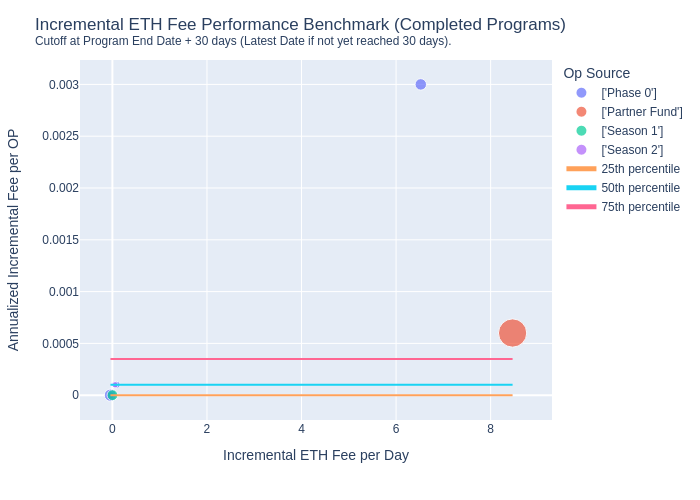 Incremental ETH Fee Performance Benchmark (Completed Programs)
Cutoff at Program End Date + 30 days (Latest Date if not yet reached 30 days).
Annualized Incremental Fee per OP
0.003
0.0025
0.002
0.0015
0.001
0.0005
0
0 2 4 6 8
Incremental ETH Fee per Day
Op Source
['Phase 0']
['Partner Fund']
['Season 1']
['Season 2']
25th percentile
50th percentile
75th percentile